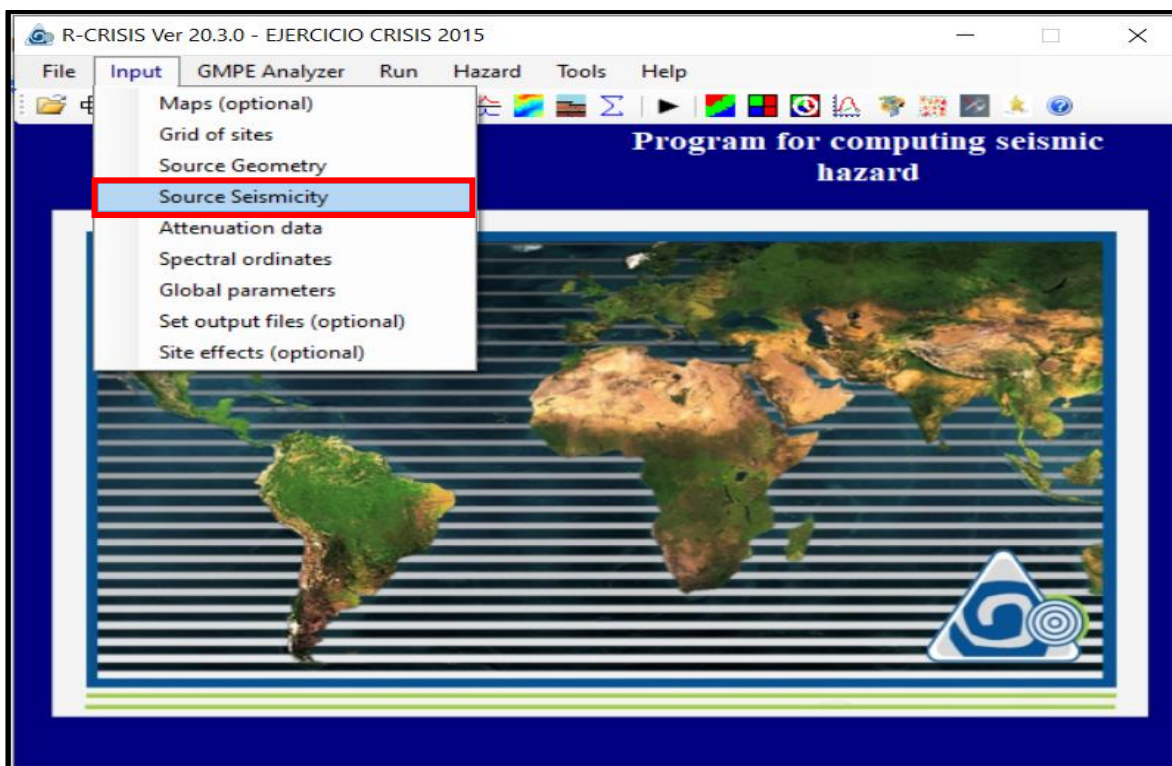 R-CRISIS Ver 20.3.0 - EJERCICIO CRISIS 2015
File Input GMPE Analyzer Run Hazard Tools Help
Maps (optional)
Grid of sites
Source Geometry
Source Seismicity
Attenuation data
Spectral ordinates
Global parameters
Set output files (optional)
Site effects (optional)
Program for computing seismic
hazard